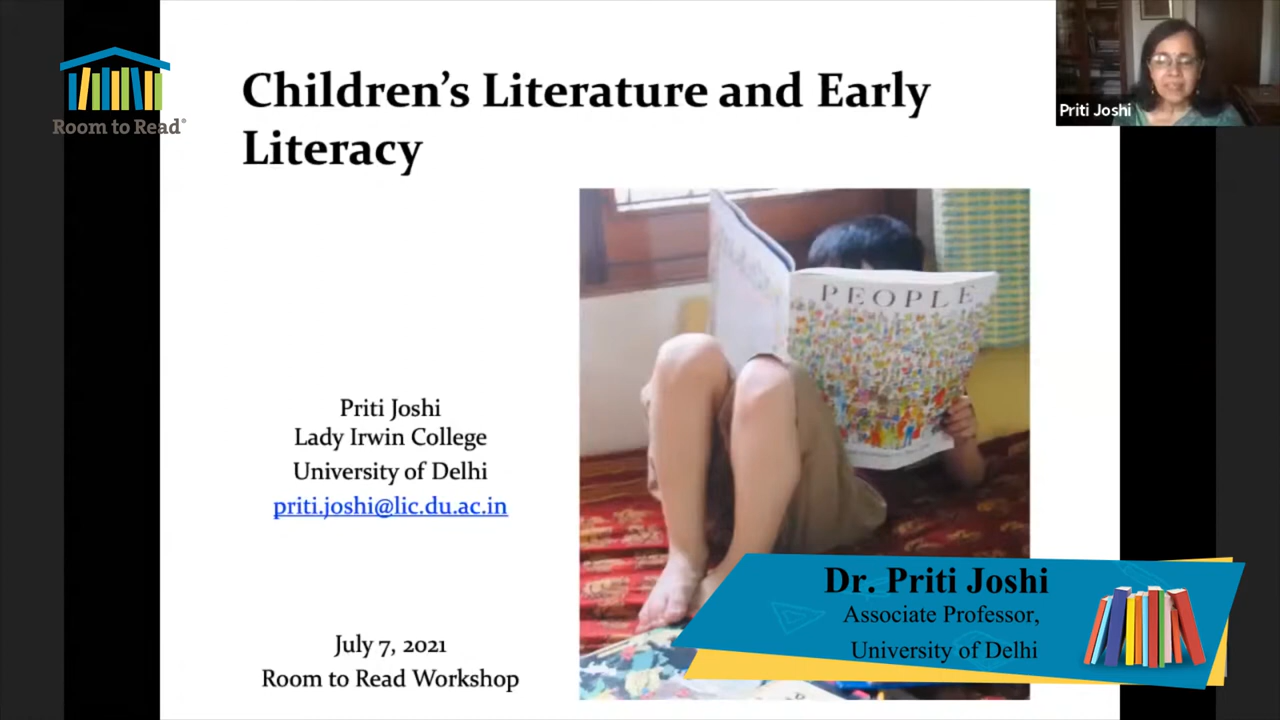 Room to Read®
Children's Literature and Early
Literacy
Priti Joshi
PEOPLE
Priti Joshi
Lady Irwin College
University of Delhi
priti.joshi@lic.du.ac.in
Dr. Priti Joshi
Associate Professor,
University of Delhi
July 7, 2021
Room to Read Workshop